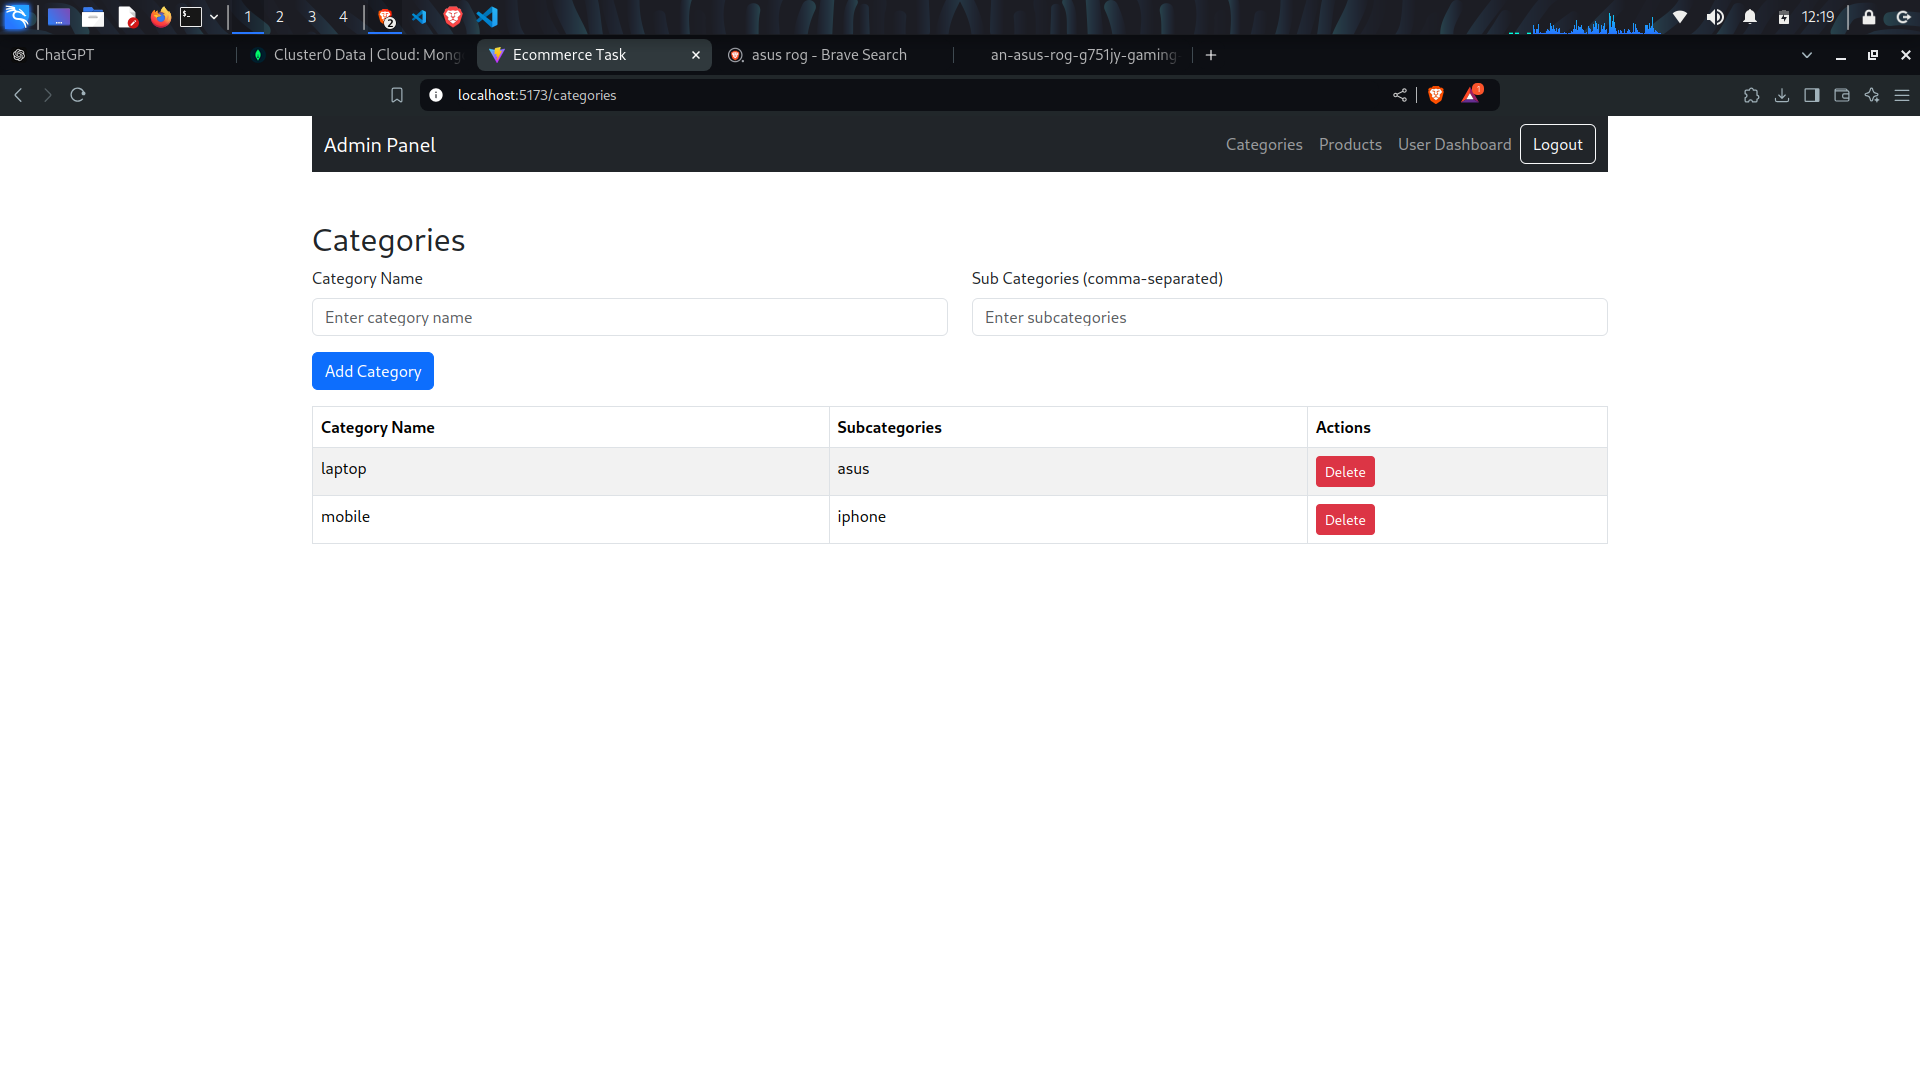 1 2 3 4 2 12:19
ChatGPT Cluster0 Data | Cloud: Mong Ecommerce Task asus rog - Brave Search an-asus-rog-g751jy-gaming-
localhost:5173/categories 1
Admin Panel Categories Products User Dashboard Logout
Categories
Category Name Sub Categories (comma-separated)
Enter category name Enter subcategories
Add Category
Category Name Subcategories Actions
laptop asus Delete
mobile iphone Delete